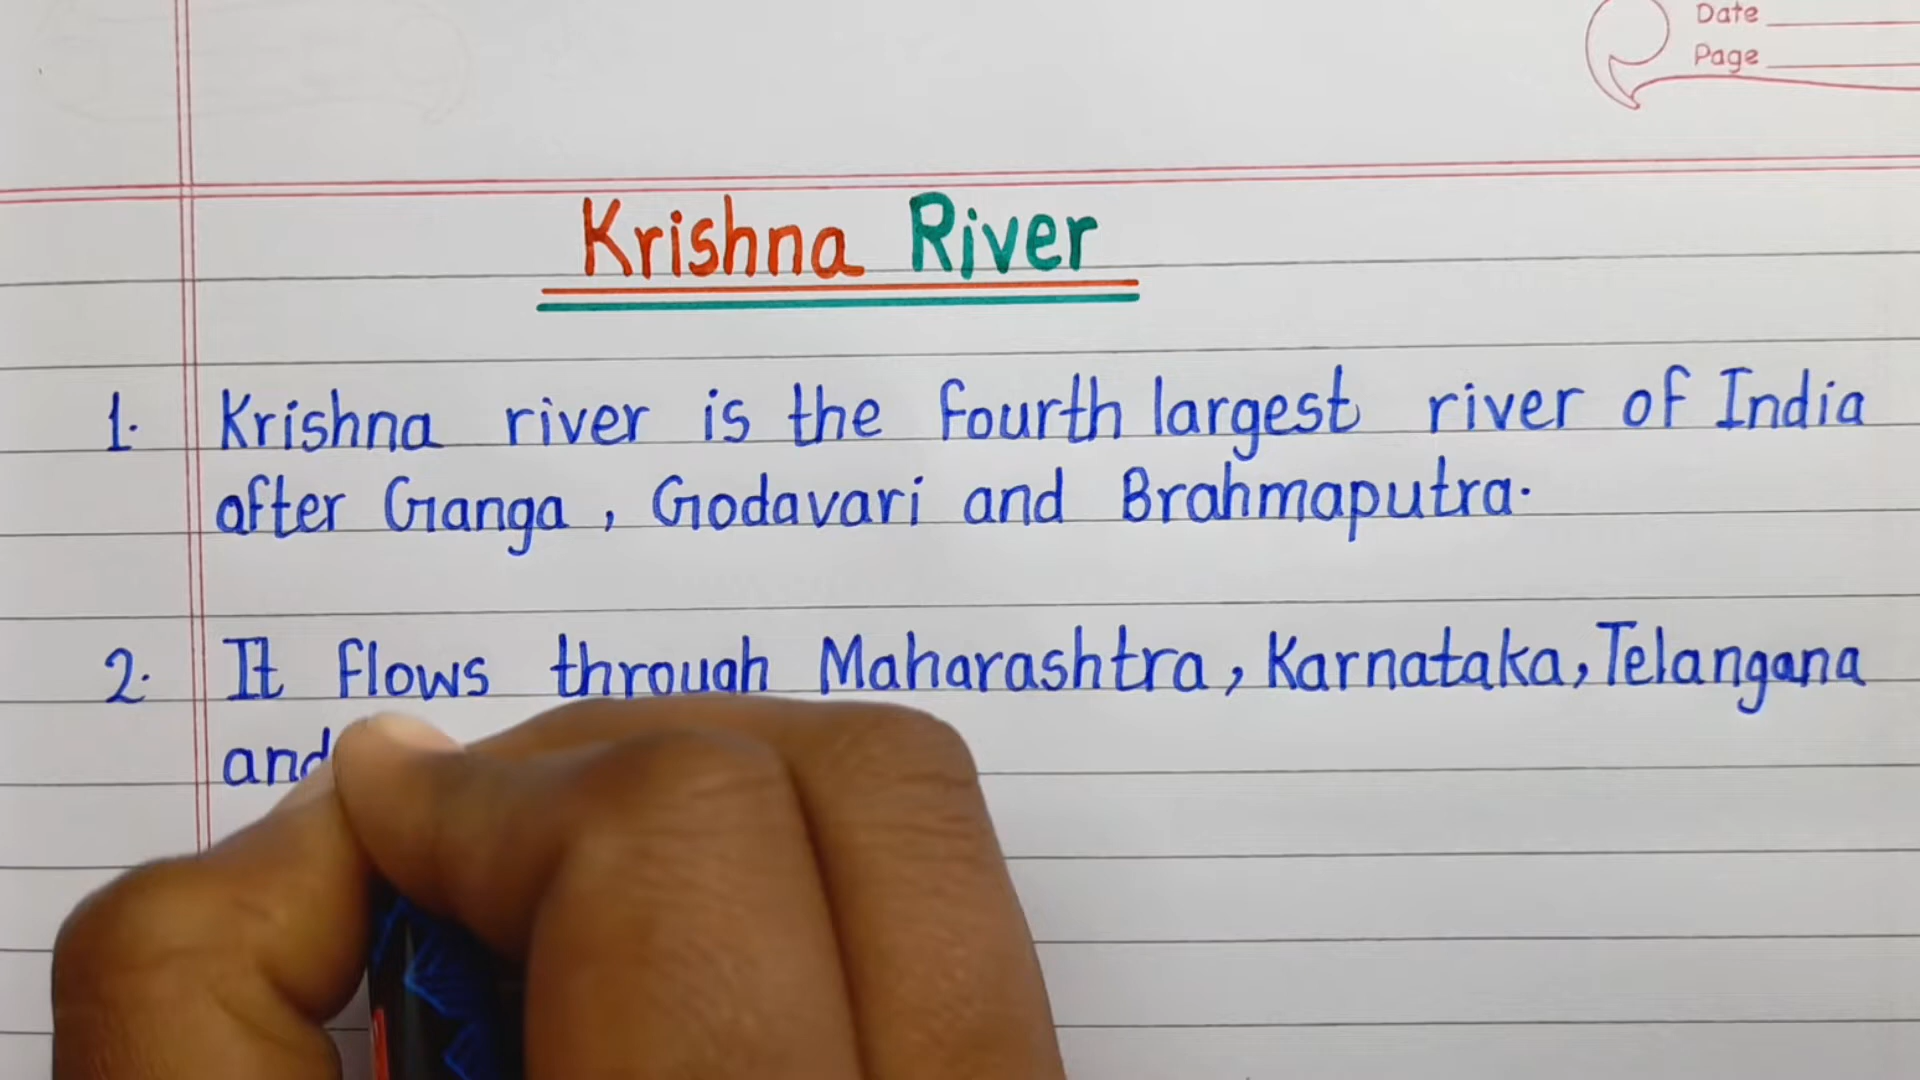 Date
Page
Krishna River
1. Krishna river is the fourth largest river of India
after Ganga, Godavari and Brahmaputra.
2. It flows through Maharashtra, Karnataka, Telangana
and